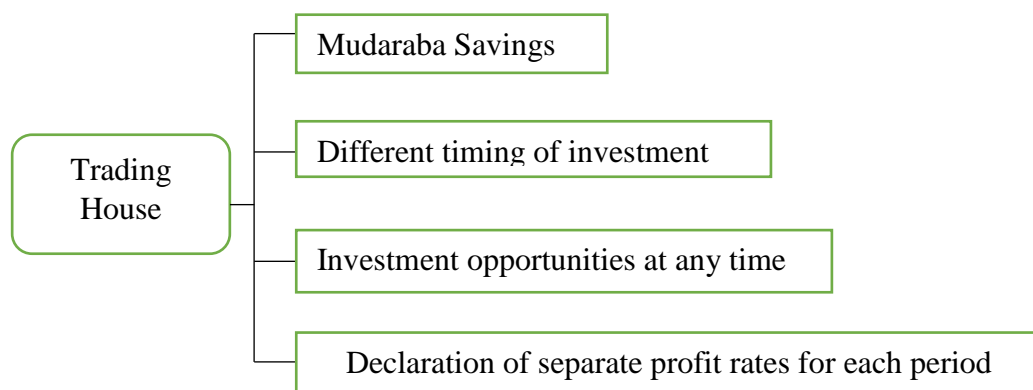 Mudaraba Savings
Different timing of investment
Trading
House
Investment opportunities at any time
Declaration of separate profit rates for each period